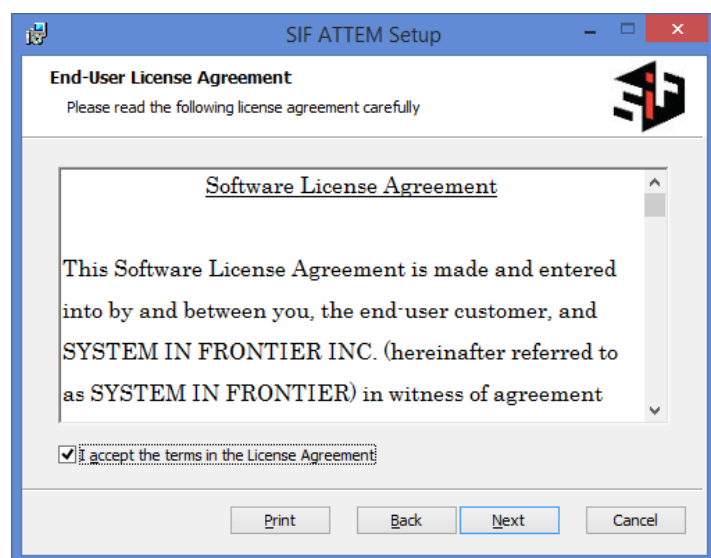 SIF ATTEM Setup
End-User License Agreement
Please read the following license agreement carefully
SiF
Software License Agreement
This Software License Agreement is made and entered
into by and between you, the end-user customer, and
SYSTEM IN FRONTIER INC. (hereinafter referred to
as SYSTEM IN FRONTIER) in witness of agreement
I accept the terms in the License Agreement
Print Back Next Cancel